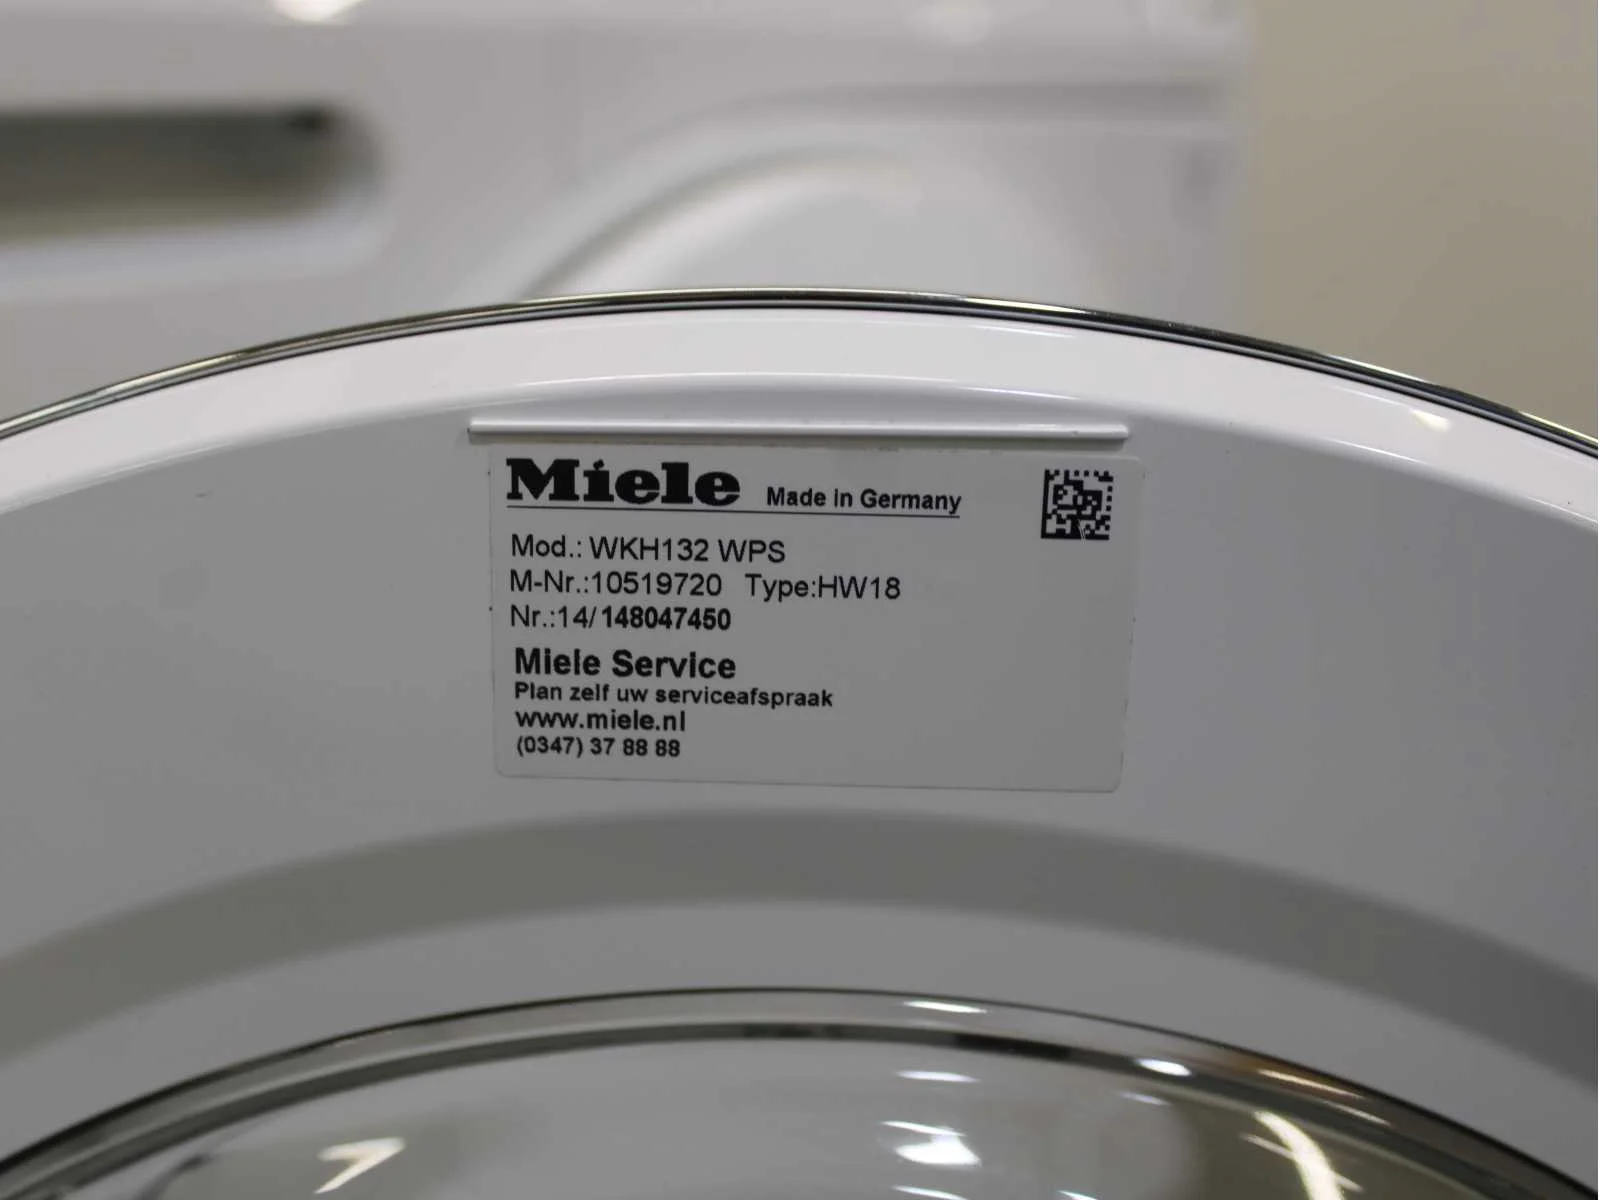 Miele Made in Germany
Mod.: WKH132 WPS
M-Nr.:10519720 Type:HW18
Nr.:14/148047450
Miele Service
Plan zelf uw serviceafspraak
www.miele.nl
(0347) 37 88 88